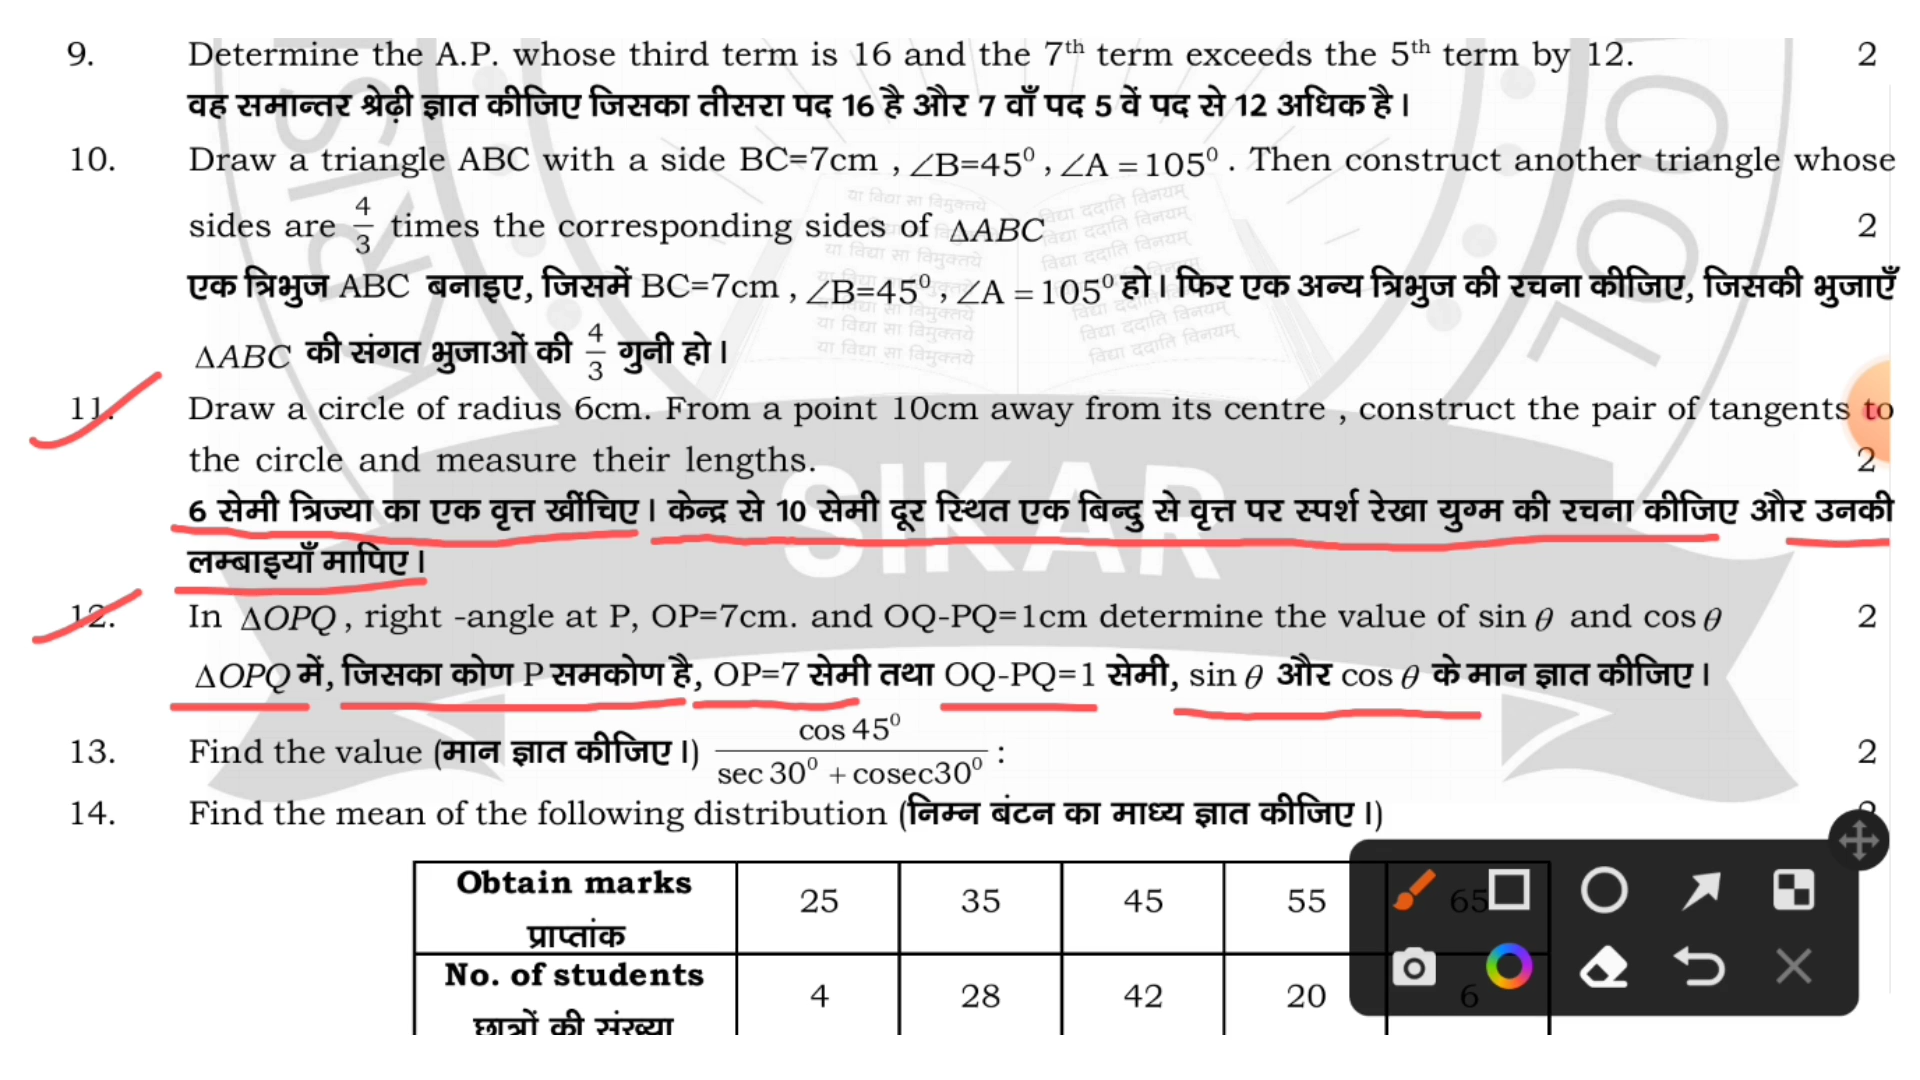 9. Determine the A.P. whose third term is 16 and the 7th term exceeds the 5th term by 12. 2
वह समान्तर श्रेढ़ी ज्ञात कीजिए जिसका तीसरा पद 16 है और 7 वाँ पद 5 वें पद से 12 अधिक है।
10. Draw a triangle ABC with a side BC=7cm , ∠B=45⁰ , ∠A = 105⁰ . Then construct another triangle whose
sides are 4/3 times the corresponding sides of ΔABC 2
एक त्रिभुज ABC बनाइए, जिसमें BC=7cm , ∠B=45⁰ , ∠A = 105⁰ हो। फिर एक अन्य त्रिभुज की रचना कीजिए, जिसकी भुजाएँ
ΔABC की संगत भुजाओं की 4/3 गुनी हो।
11. Draw a circle of radius 6cm. From a point 10cm away from its centre , construct the pair of tangents to
the circle and measure their lengths. 2
6 सेमी त्रिज्या का एक वृत्त खींचिए। केन्द्र से 10 सेमी दूर स्थित एक बिन्दु से वृत्त पर स्पर्श रेखा युग्म की रचना कीजिए और उनकी
लम्बाइयाँ मापिए।
12. In ΔOPQ , right -angle at P, OP=7cm. and OQ-PQ=1cm determine the value of sin θ and cos θ 2
ΔOPQ में, जिसका कोण P समकोण है, OP=7 सेमी तथा OQ-PQ=1 सेमी, sin θ और cos θ के मान ज्ञात कीजिए।
13. Find the value (मान ज्ञात कीजिए।) cos 45⁰ / sec 30⁰ + cosec30⁰ : 2
14. Find the mean of the following distribution (निम्न बंटन का माध्य ज्ञात कीजिए।)
Obtain marks 25 35 45 55 65
प्राप्तांक
No. of students 4 28 42 20 6
छात्रों की संख्या
SIKAR
या विद्या सा विमुक्तये
विद्या ददाति विनयम्